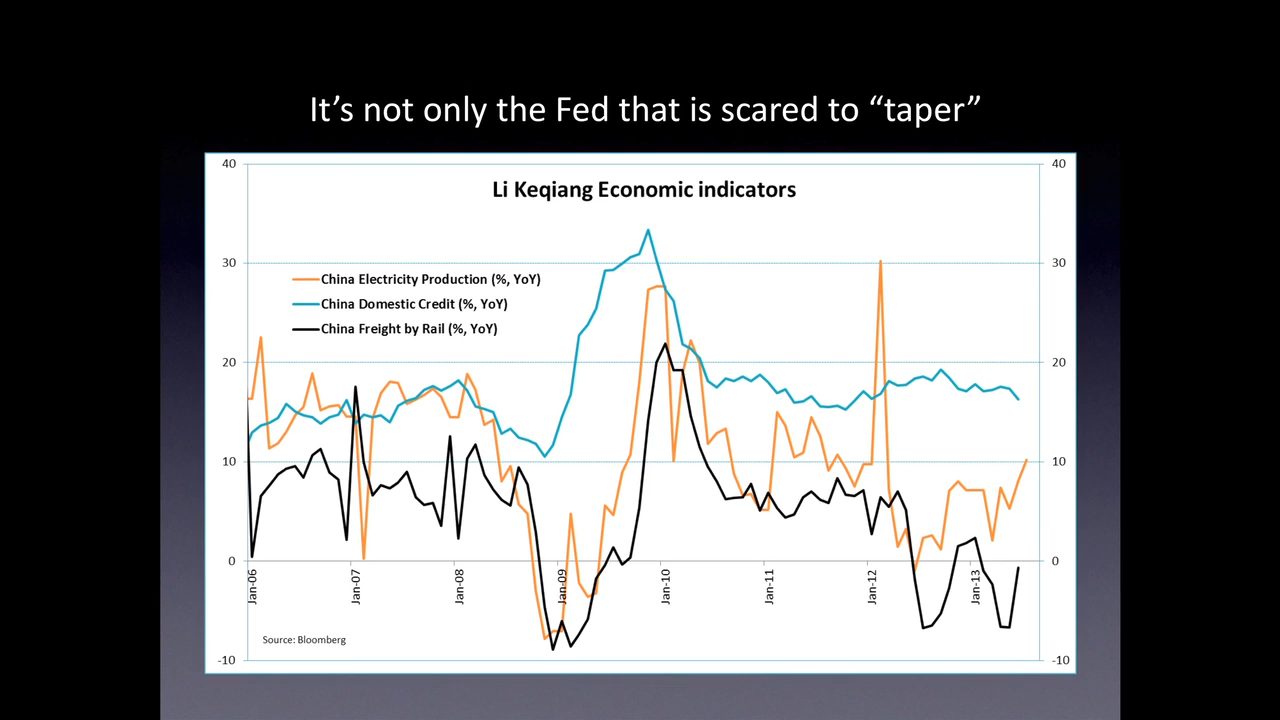 It’s not only the Fed that is scared to “taper”
Li Keqiang Economic indicators
40
40
30
30
China Electricity Production (%, YoY)
China Domestic Credit (%, YoY)
China Freight by Rail (%, YoY)
20
20
10
10
0
0
Jan-06
Jan-07
Jan-08
Jan-09
Jan-10
Jan-11
Jan-12
Jan-13
Source: Bloomberg
-10
-10